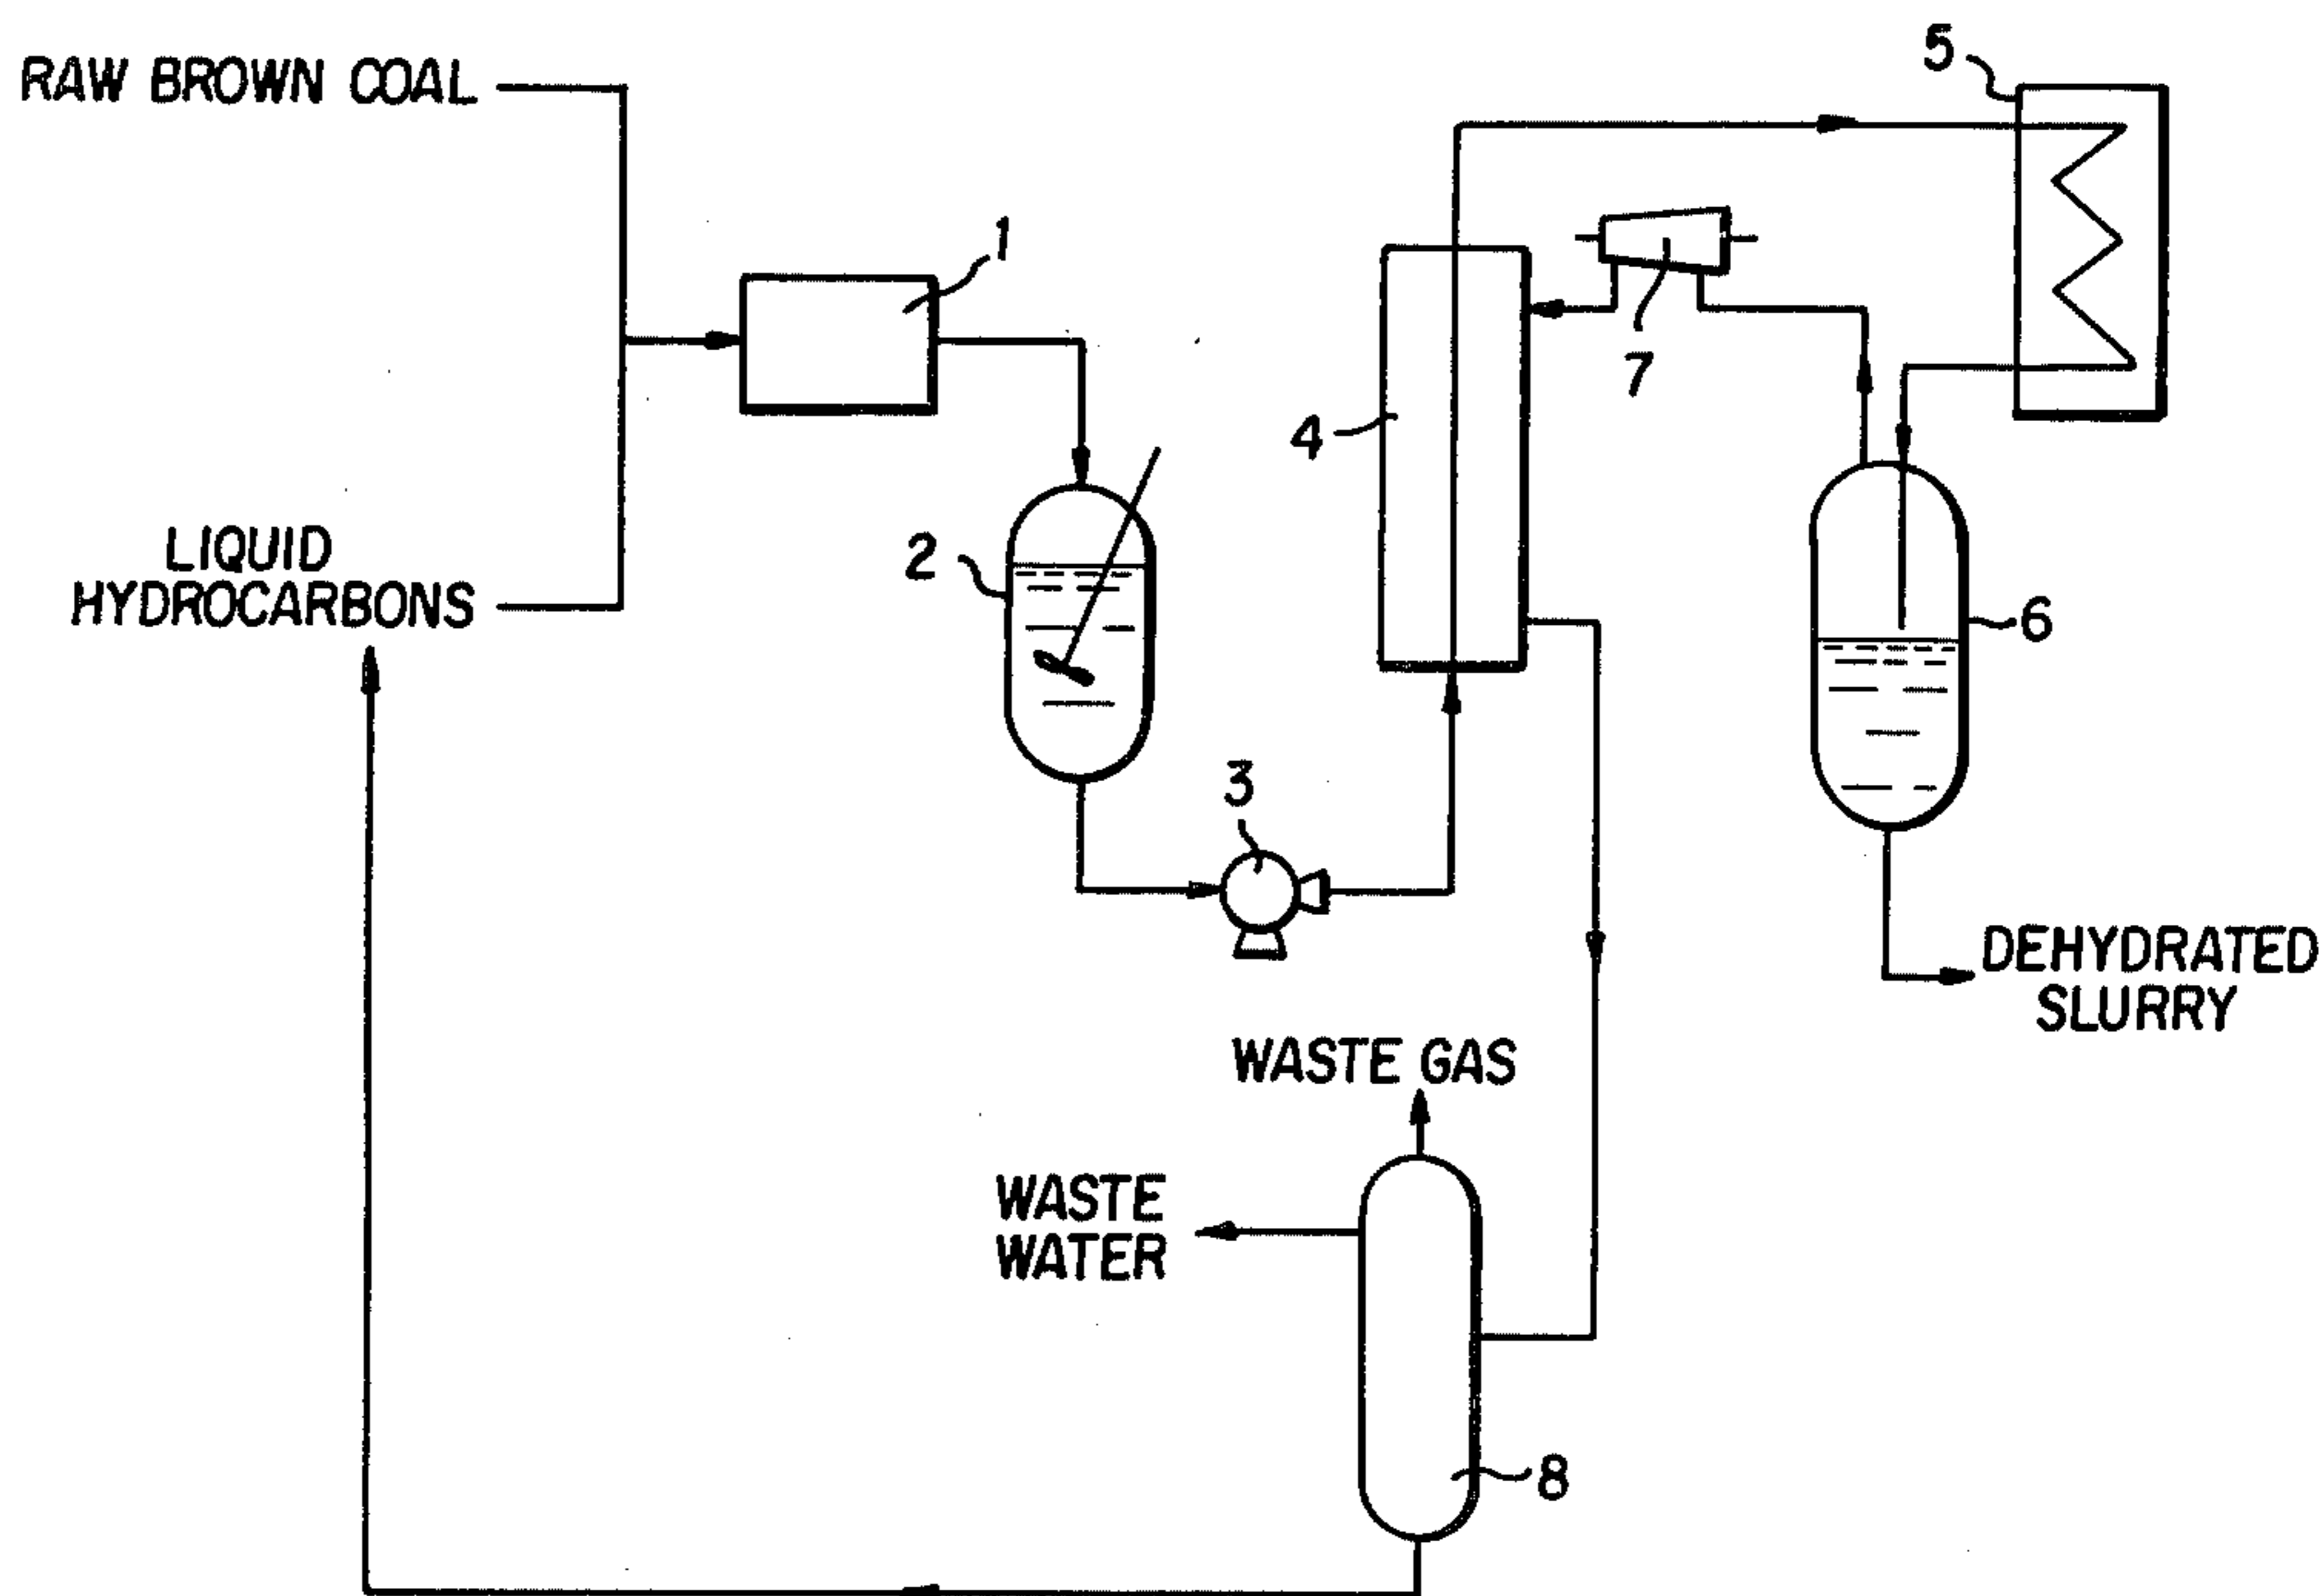 RAW BROWN COAL
5
1
7
4
LIQUID
HYDROCARBONS
2
6
3
DEHYDRATED
SLURRY
WASTE GAS
WASTE
WATER
8